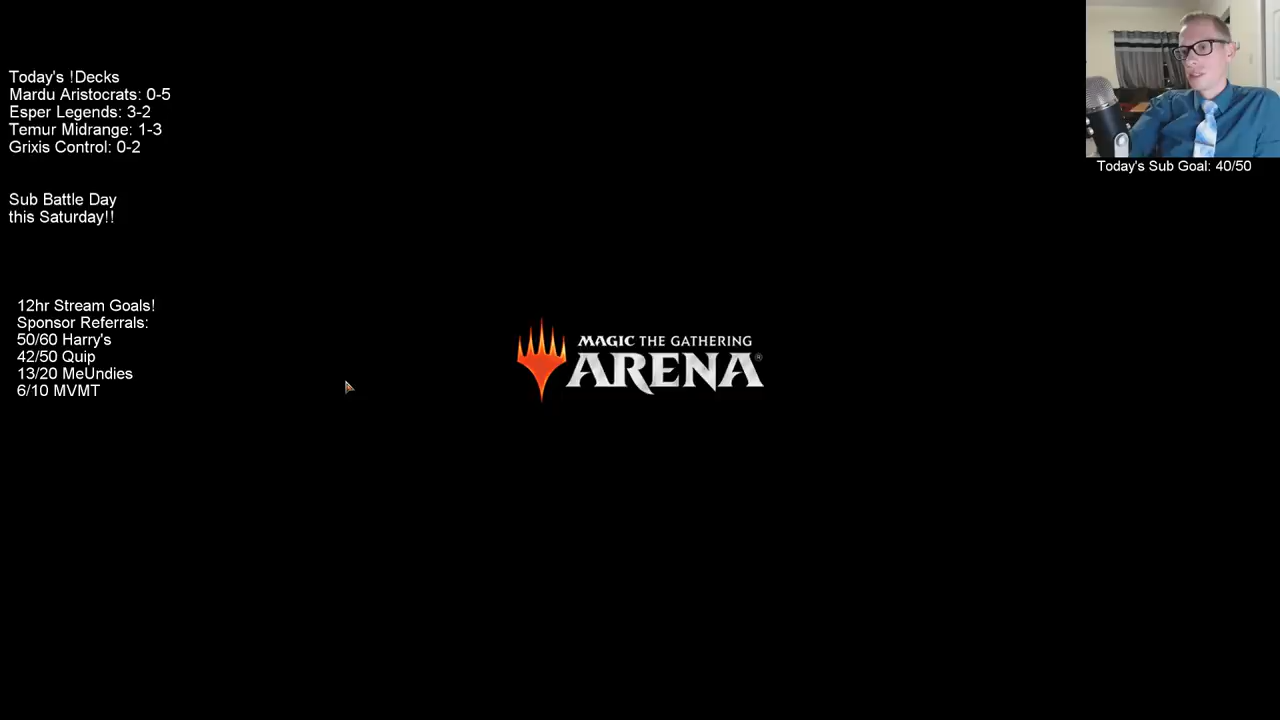 Today's !Decks
Mardu Aristocrats: 0-5
Esper Legends: 3-2
Temur Midrange: 1-3
Grixis Control: 0-2
Sub Battle Day
this Saturday!!
12hr Stream Goals!
Sponsor Referrals:
50/60 Harry's
42/50 Quip
13/20 MeUndies
6/10 MVMT
MAGIC THE GATHERING
ARENA®
Today's Sub Goal: 40/50